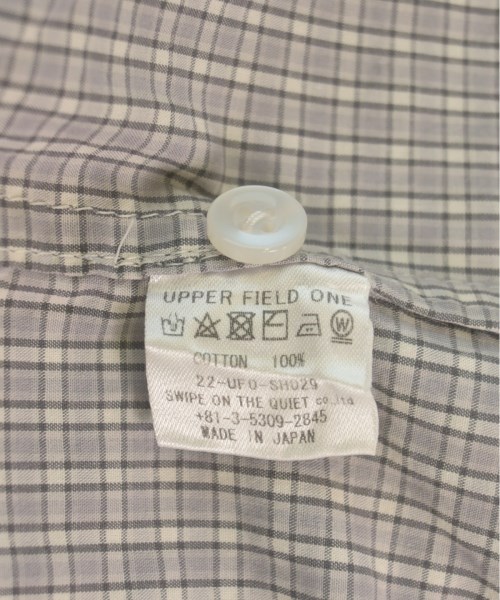 UPPER FIELD ONE
COTTON 100%
22-UFO-SH029
SWIPE ON THE QUIET co.,ltd
+81-3-5309-2845
MADE IN JAPAN